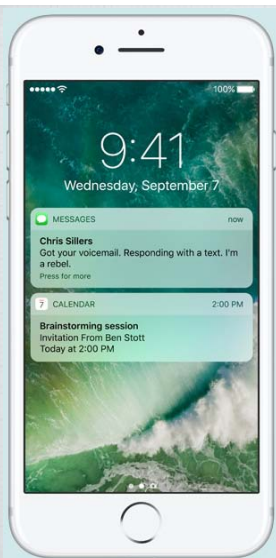 100%
9:41
Wednesday, September 7
MESSAGES now
Chris Sillers
Got your voicemail. Responding with a text. I'm
a rebel.
Press for more
7 CALENDAR 2:00 PM
Brainstorming session
Invitation From Ben Stott
Today at 2:00 PM